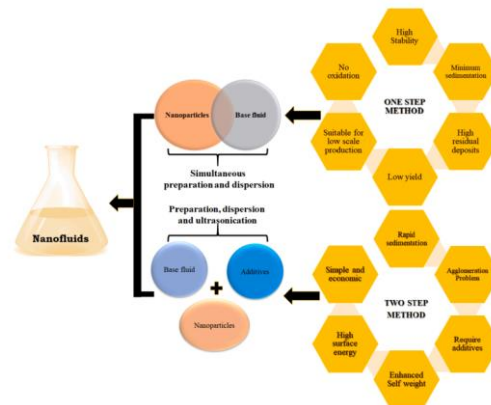 High
Stability
No
oxidation
Minimum
sedimentation
ONE STEP
METHOD
Suitable for
low scale
production
High
residual
deposits
Low yield
Nanoparticles
Base fluid
Simultaneous
preparation and dispersion
Nanofluids
Preparation, dispersion
and ultrasonication
Base fluid
Additives
+
Nanoparticles
Rapid
sedimentation
Simple and
economic
Agglomeration
Problem
TWO STEP
METHOD
High
surface
energy
Require
additives
Enhanced
Self weight